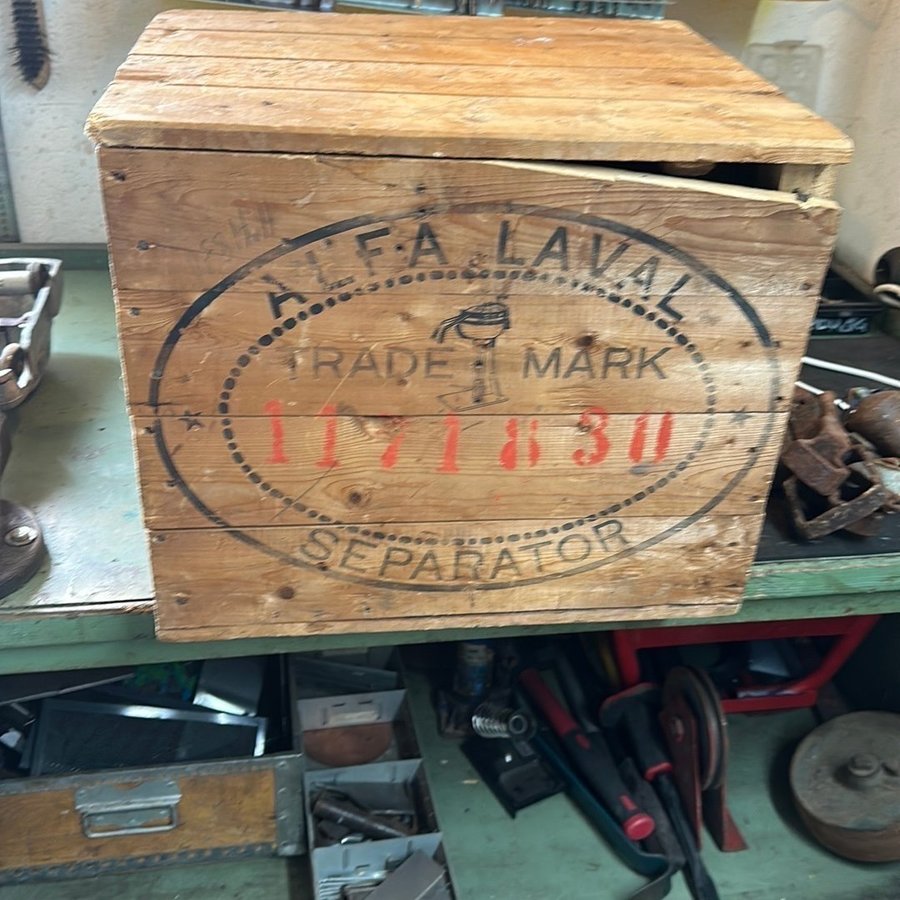 ALFA LAVAL
TRADE MARK
1171830
SEPARATOR